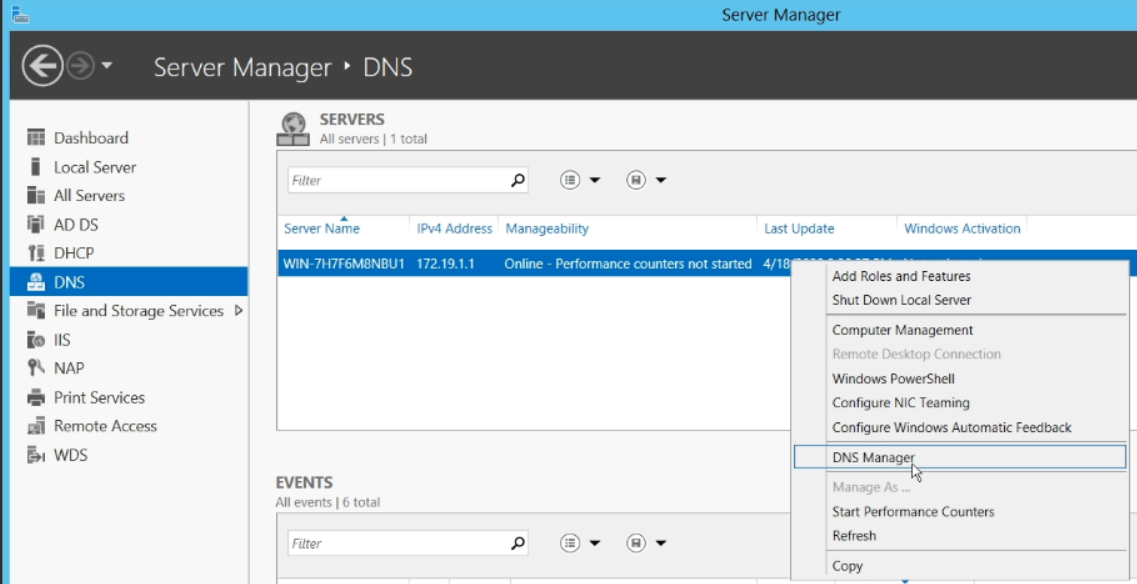 Server Manager
Server Manager ‣ DNS
Dashboard
Local Server
All Servers
AD DS
DHCP
DNS
File and Storage Services
IIS
NAP
Print Services
Remote Access
WDS
SERVERS
All servers | 1 total
Filter
Server Name IPv4 Address Manageability Last Update Windows Activation
WIN-7H7F6M8NBU1 172.19.1.1 Online - Performance counters not started 4/18
Add Roles and Features
Shut Down Local Server
Computer Management
Remote Desktop Connection
Windows PowerShell
Configure NIC Teaming
Configure Windows Automatic Feedback
DNS Manager
Manage As ...
Start Performance Counters
Refresh
Copy
EVENTS
All events | 6 total
Filter